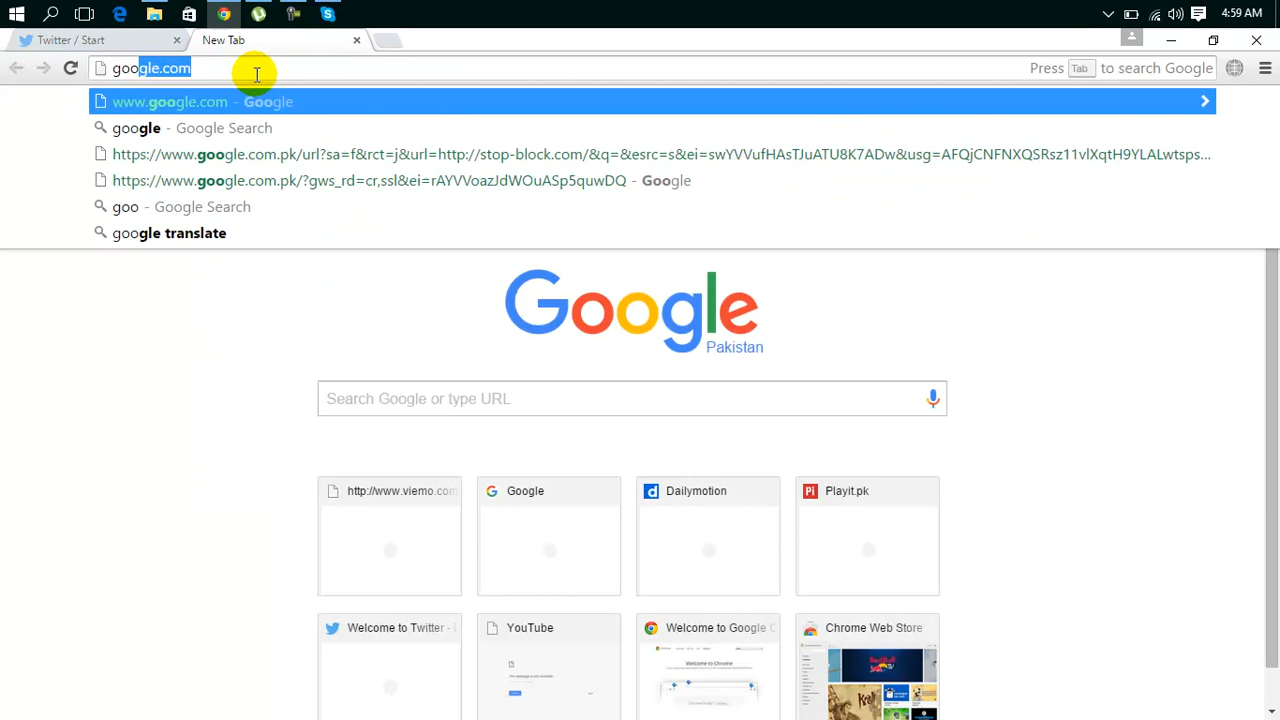 4:59 AM
Twitter / Start
New Tab
google.com
Press Tab to search Google
www.google.com - Google
google - Google Search
https://www.google.com.pk/url?sa=f&rct=j&url=http://stop-block.com/&q=&esrc=s&ei=swYVVufHAsTJuATU8K7ADw&usg=AFQjCNFNXQSRsz11vlXqtH9YLALwtsps...
https://www.google.com.pk/?gws_rd=cr,ssl&ei=rAYVVoazJdWOuASp5quwDQ - Google
goo - Google Search
google translate
Google
Pakistan
Search Google or type URL
http://www.viemo.com
Google
Dailymotion
Playit.pk
Welcome to Twitter - L
YouTube
Welcome to Google C
Chrome Web Store
Welcome to Chrome